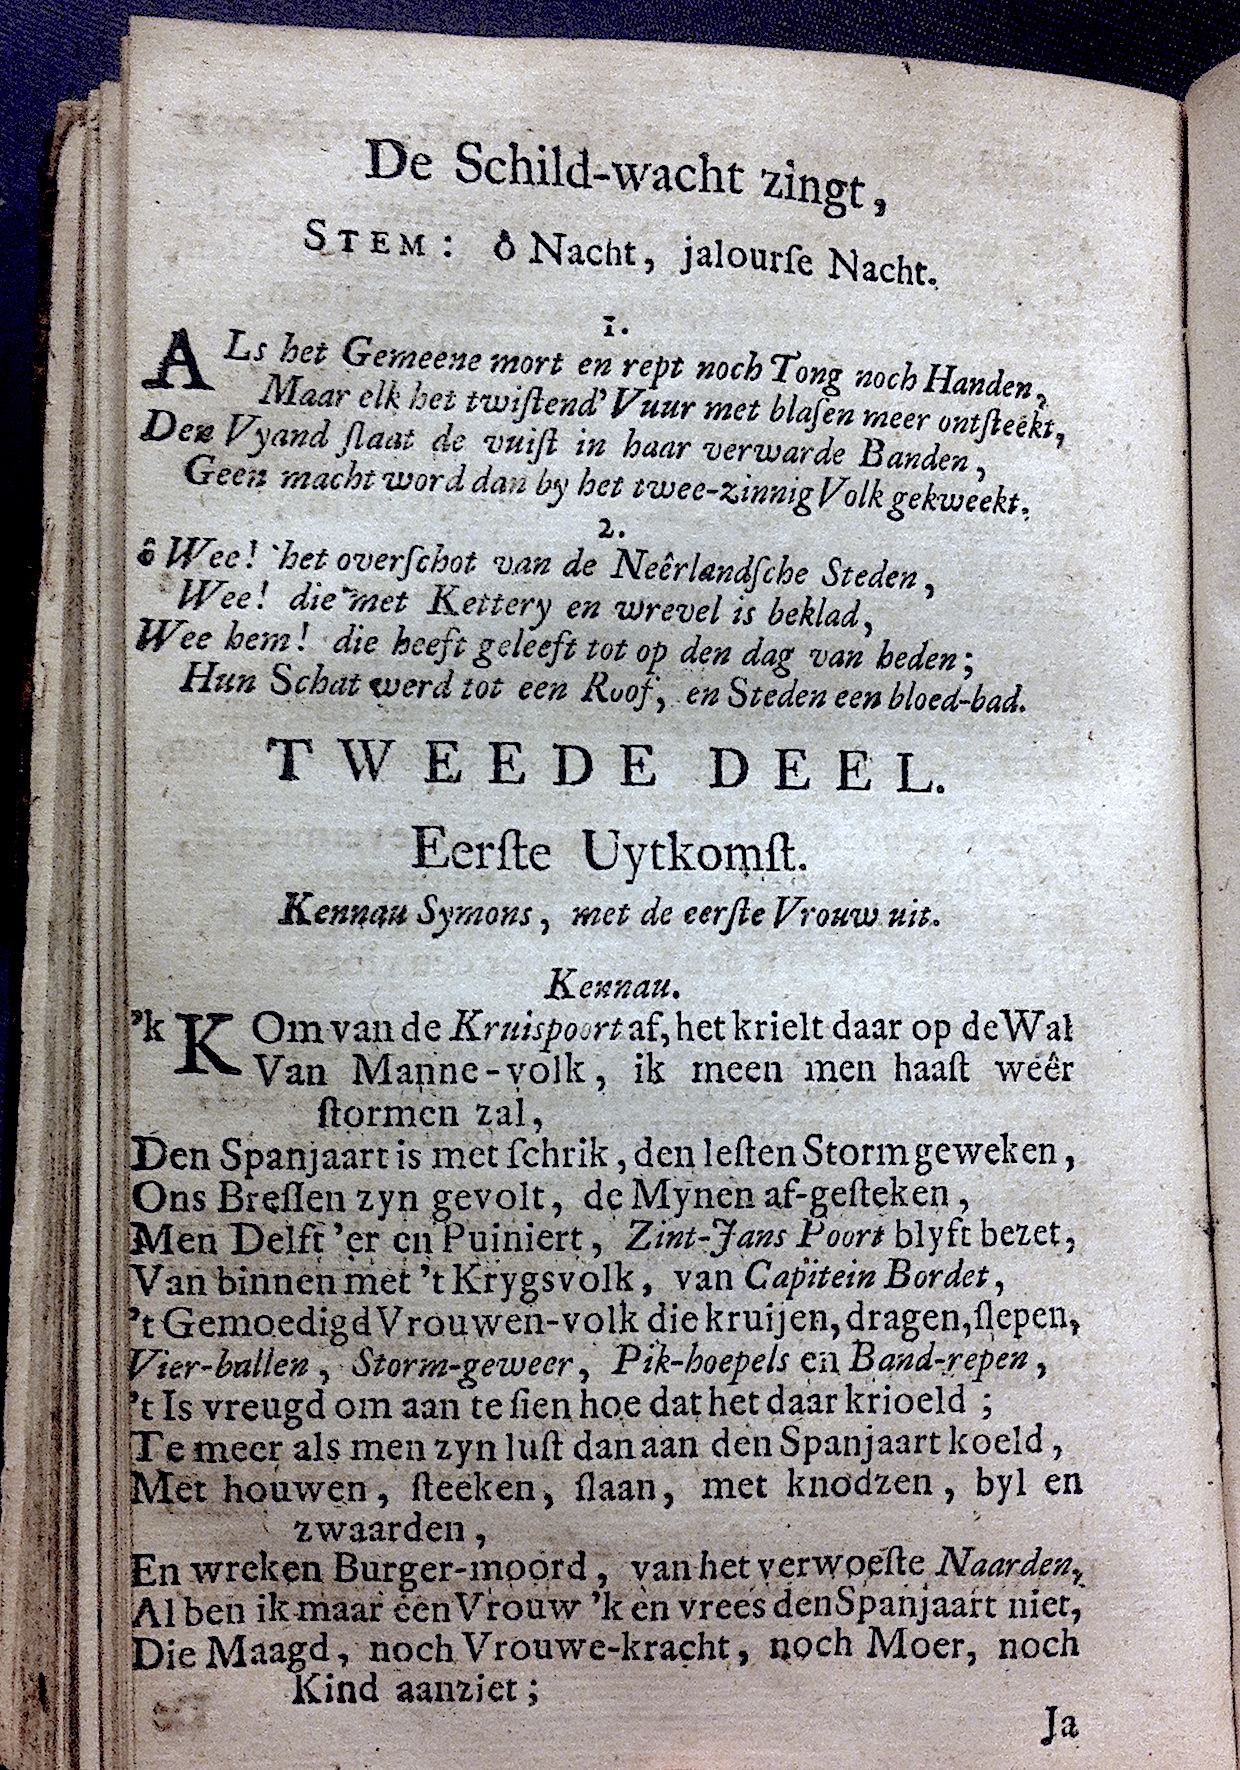 De Schild-wacht zingt,
STEM: ô Nacht, jalourſe Nacht.
1.
ALs het Gemeene mort en rept noch Tong noch Handen,
Maar elk het twiſtend' Vuur met blaſen meer ontſteekt,
Den Vyand ſlaat de vuiſt in haar verwarde Banden,
Geen macht word dan by het twee-zinnig Volk gekweekt.
2.
ô Wee! het overſchot van de Neêrlandſche Steden,
Wee! die met Kettery en wrevel is beklad,
Wee hem! die heeft geleeft tot op den dag van heden;
Hun Schat werd tot een Roof, en Steden een bloed-bad.
TWEEDE DEEL.
Eerſte Uytkomſt.
Kennau Symons, met de eerſte Vrouw uit.
Kennau.
'k KOm van de Kruispoort af, het krielt daar op de Wal
Van Manne-volk, ik meen men haaſt weêr
ſtormen zal,
Den Spanjaart is met ſchrik, den leſten Storm geweken,
Ons Breſſen zyn gevolt, de Mynen af-geſteken,
Men Delft 'er en Puiniert, Zint-Jans Poort blyft bezet,
Van binnen met 't Krygsvolk, van Capitein Bordet,
't Gemoedigd Vrouwen-volk die kruijen, dragen, ſlepen,
Vier-ballen, Storm-geweer, Pik-hoepels en Band-repen,
't Is vreugd om aan te ſien hoe dat het daar krioeld;
Te meer als men zyn luſt dan aan den Spanjaart koeld,
Met houwen, ſteeken, ſlaan, met knodzen, byl en
zwaarden,
En wreken Burger-moord, van het verwoeſte Naarden,
Al ben ik maar een Vrouw 'k en vrees den Spanjaart niet,
Die Maagd, noch Vrouwe-kracht, noch Moer, noch
Kind aanziet;
Ja